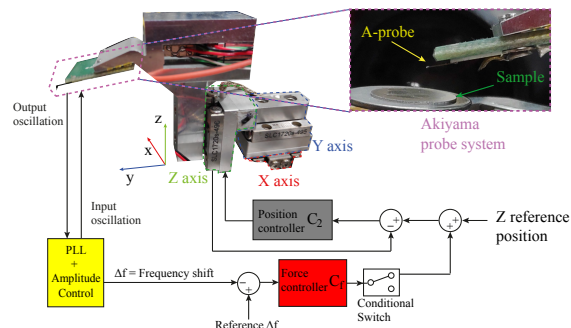 A-probe
Sample
Akiyama
probe system
Output
oscillation
z
x
y
Z axis
X axis
Y axis
Input
oscillation
Position
controller C2
Z reference
position
PLL
+
Amplitude
Control
Δf = Frequency shift
Force
controller Cf
Conditional
Switch
Reference Δf